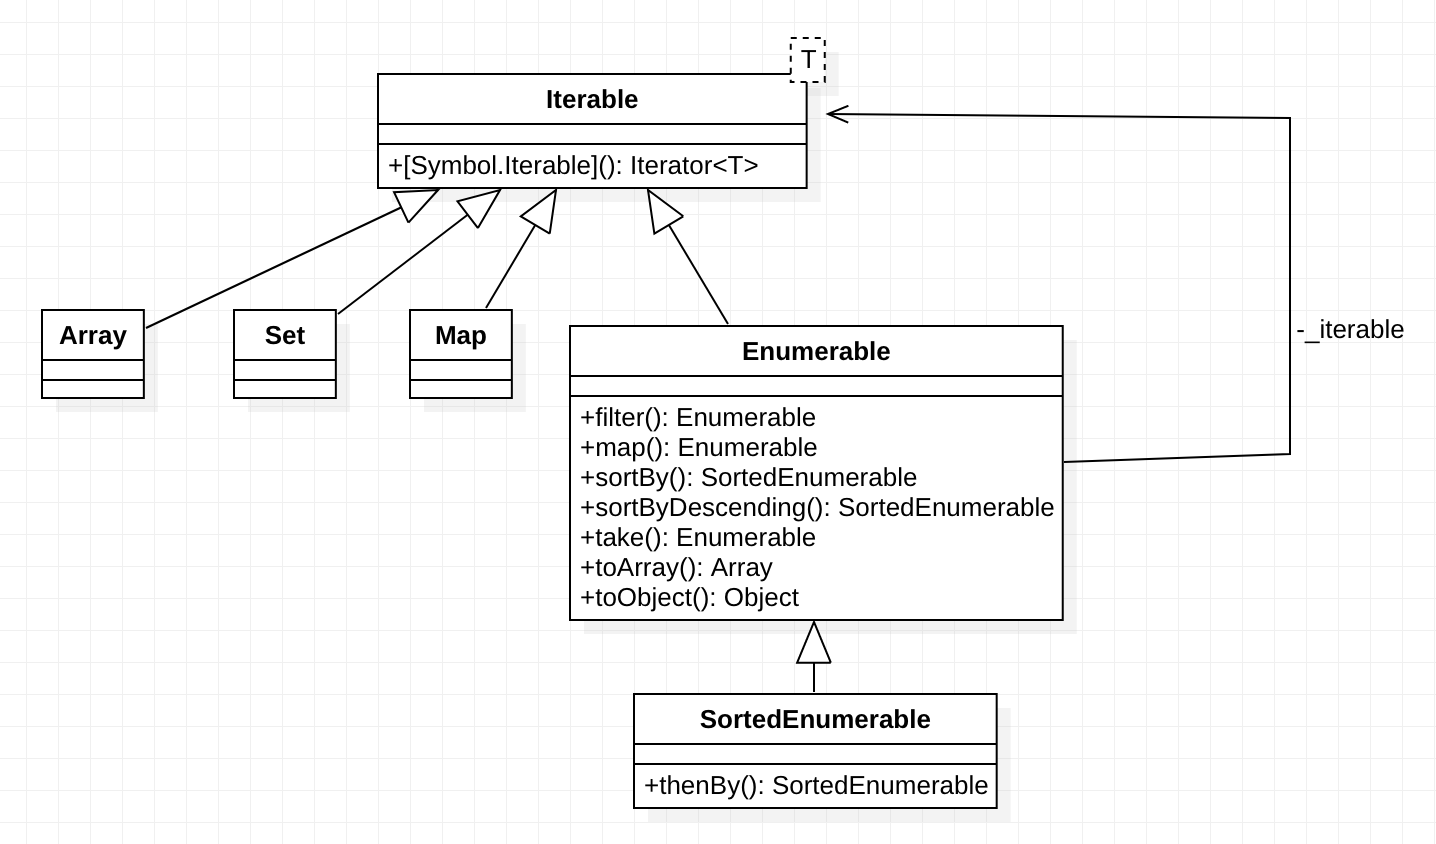 T
Iterable
+[Symbol.Iterable](): Iterator<T>
Array
Set
Map
-_iterable
Enumerable
+filter(): Enumerable
+map(): Enumerable
+sortBy(): SortedEnumerable
+sortByDescending(): SortedEnumerable
+take(): Enumerable
+toArray(): Array
+toObject(): Object
SortedEnumerable
+thenBy(): SortedEnumerable